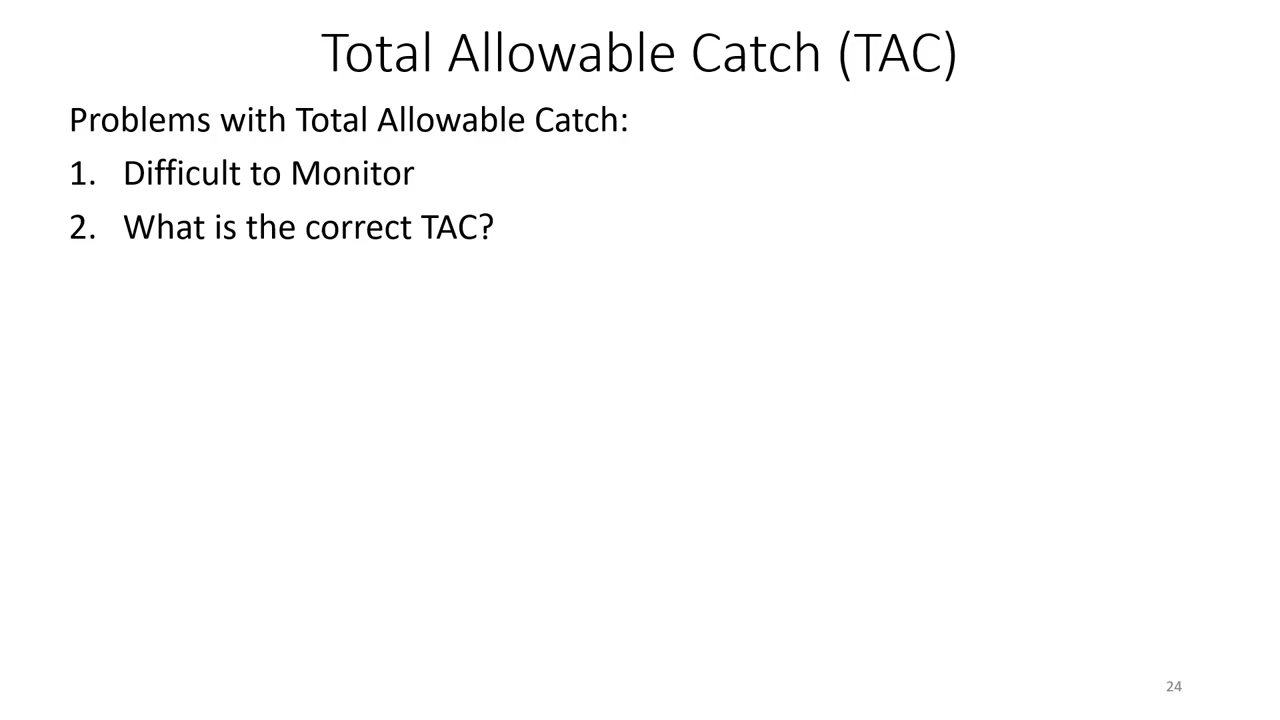 Total Allowable Catch (TAC)
Problems with Total Allowable Catch:
1. Difficult to Monitor
2. What is the correct TAC?
24